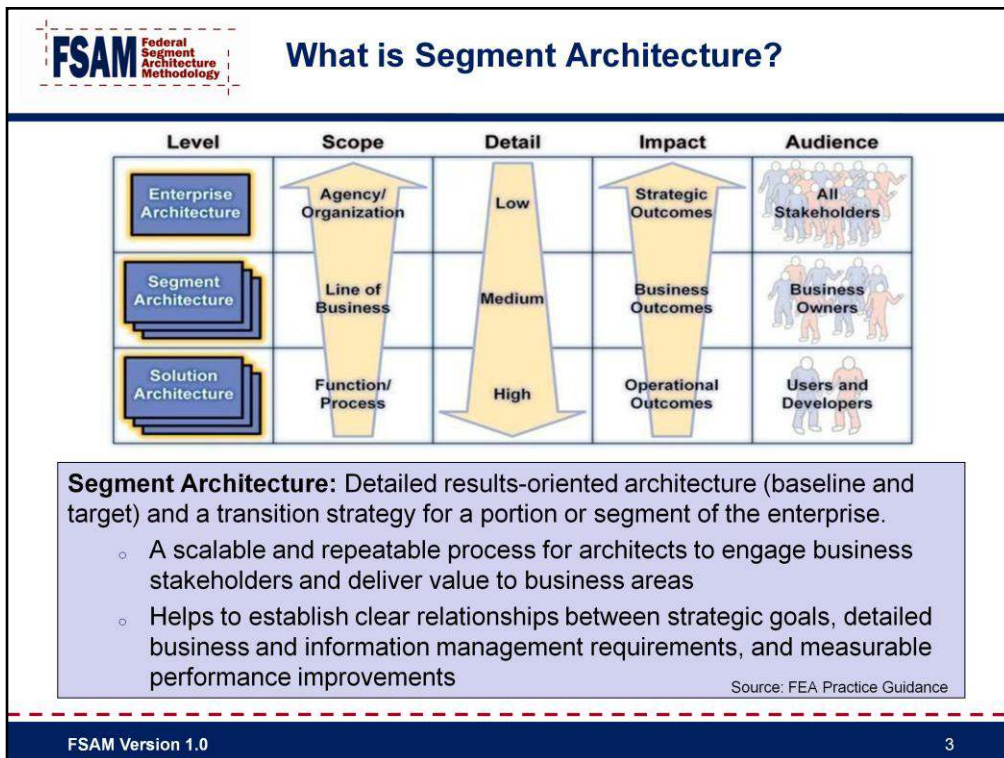 FSAM
Federal
Segment
Architecture
Methodology
What is Segment Architecture?
Level Scope Detail Impact Audience
Enterprise
Architecture
Agency/
Organization
Low
Strategic
Outcomes
All
Stakeholders
Segment
Architecture
Line of
Business
Medium
Business
Outcomes
Business
Owners
Solution
Architecture
Function/
Process
High
Operational
Outcomes
Users and
Developers
Segment Architecture: Detailed results-oriented architecture (baseline and
target) and a transition strategy for a portion or segment of the enterprise.
○ A scalable and repeatable process for architects to engage business
stakeholders and deliver value to business areas
○ Helps to establish clear relationships between strategic goals, detailed
business and information management requirements, and measurable
performance improvements
Source: FEA Practice Guidance
FSAM Version 1.0
3